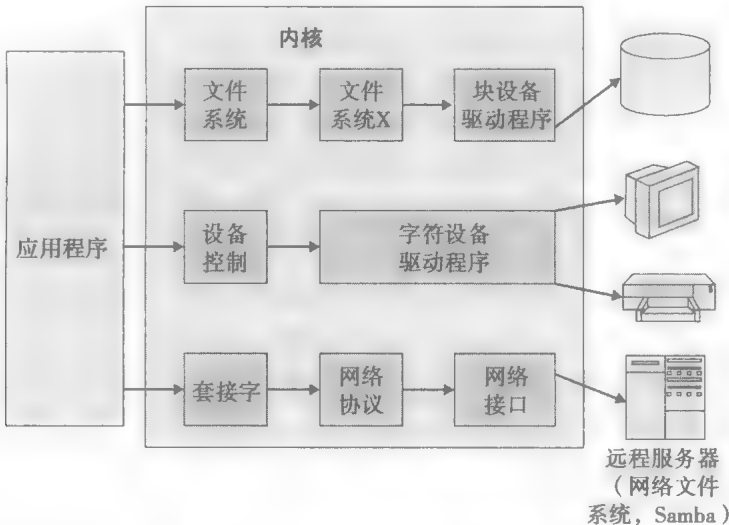 内核
文件
系统
文件
系统X
块设备
驱动程序
应用程序
设备
控制
字符设备
驱动程序
套接字
网络
协议
网络
接口
远程服务器
(网络文件
系统,Samba)